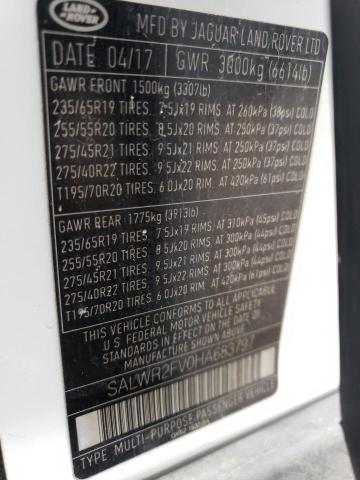 LAND
ROVER
MFD BY JAGUAR LAND ROVER LTD
DATE 04/17 GWR 3000kg (6614lb)
GAWR FRONT 1500kg (3307lb)
235/65R19 TIRES. 7.5Jx19 RIMS. AT 260kPa (38psi) COLD
255/55R20 TIRES. 8.5Jx20 RIMS. AT 250kPa (37psi) COLD
275/45R21 TIRES. 9.5Jx21 RIMS. AT 250kPa (37psi) COLD
275/40R22 TIRES. 9.5Jx22 RIMS. AT 250kPa (37psi) COLD
T195/70R20 TIRES. 6.0Jx20 RIM. AT 420kPa (61psi) COLD
GAWR REAR 1775kg (3913lb)
235/65R19 TIRES. 7.5Jx19 RIMS. AT 310kPa (45psi) COLD
255/55R20 TIRES. 8.5Jx20 RIMS. AT 300kPa (44psi) COLD
275/45R21 TIRES. 9.5Jx21 RIMS. AT 300kPa (44psi) COLD
275/40R22 TIRES. 9.5Jx22 RIMS. AT 300kPa (44psi) COLD
T195/70R20 TIRES. 6.0Jx20 RIM. AT 420kPa (61psi) COLD
THIS VEHICLE CONFORMS TO ALL APPLICABLE
U S FEDERAL MOTOR VEHICLE SAFETY
STANDARDS IN EFFECT ON THE DATE OF
MANUFACTURE SHOWN ABOVE
SALWR2FV0HA683797
TYPE: MULTI-PURPOSE PASSENGER VEHICLE